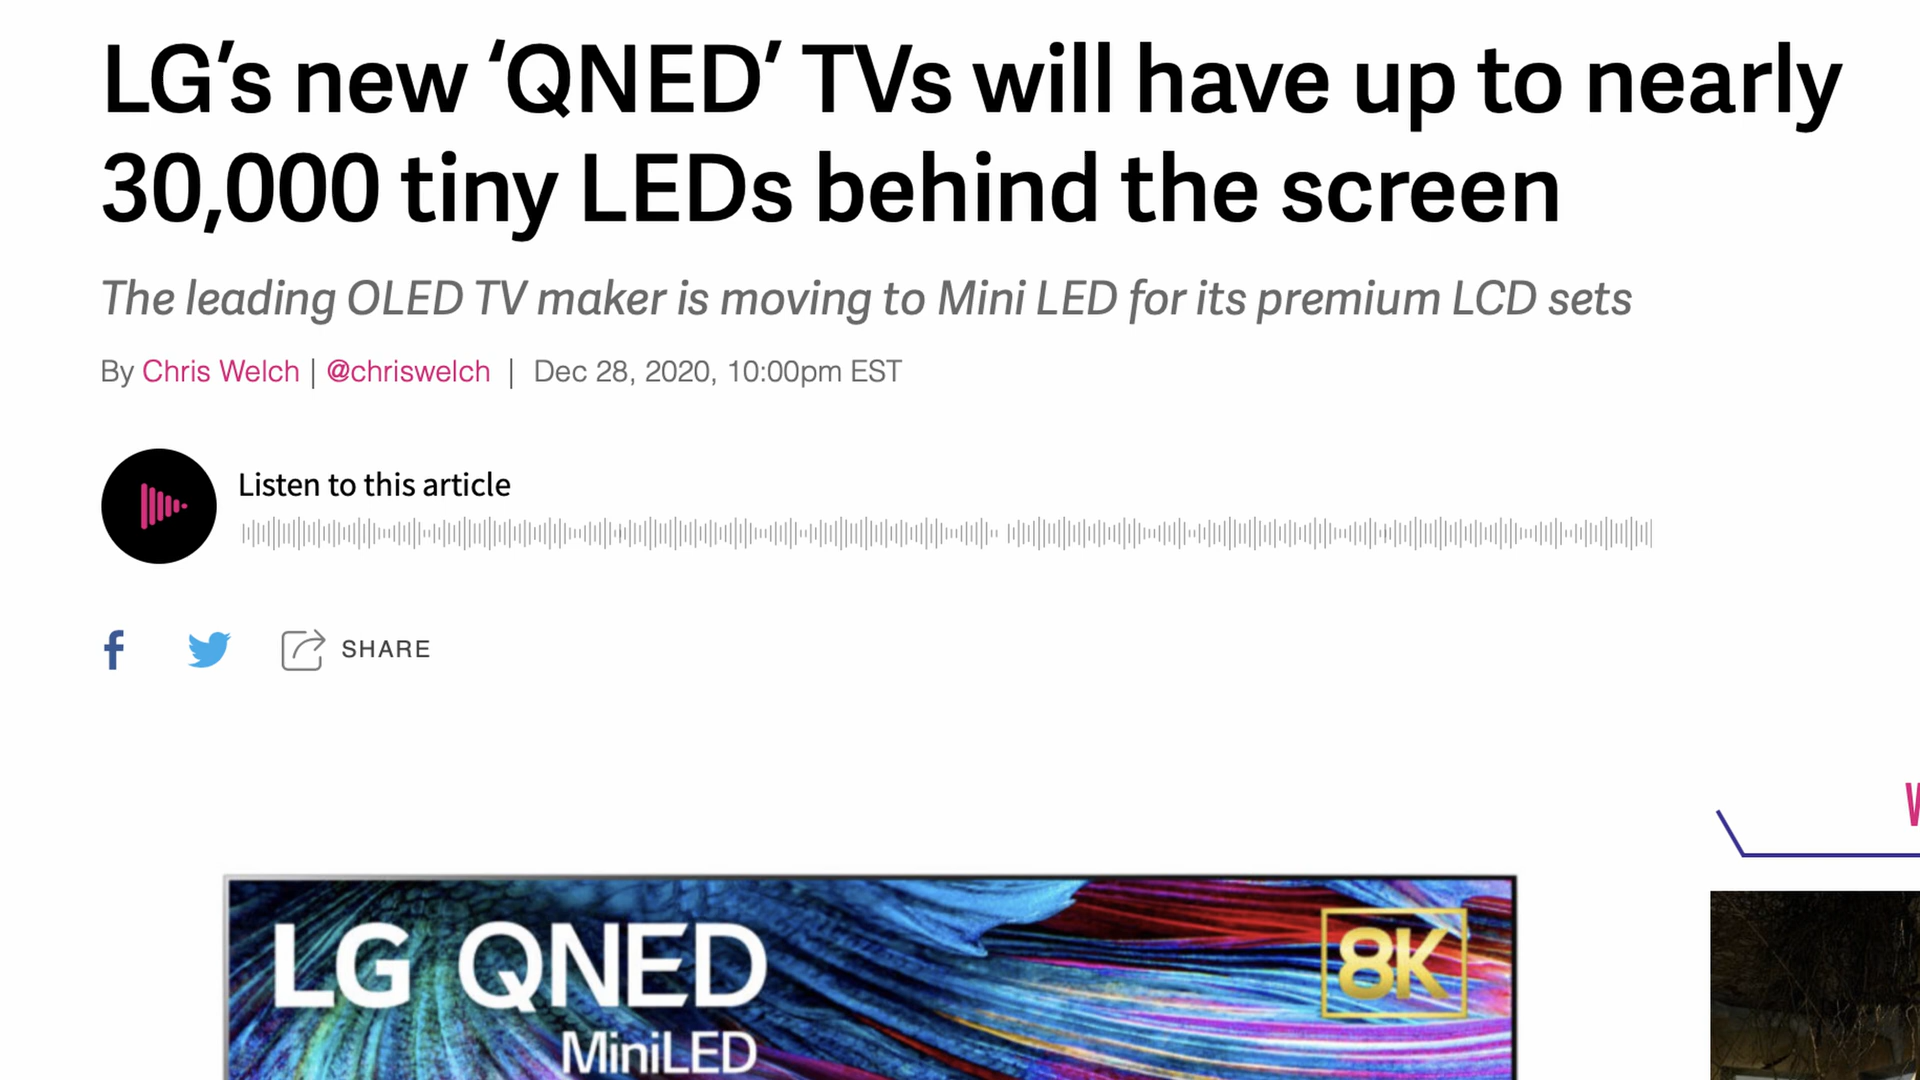 LG’s new ‘QNED’ TVs will have up to nearly
30,000 tiny LEDs behind the screen
The leading OLED TV maker is moving to Mini LED for its premium LCD sets
By Chris Welch | @chriswelch | Dec 28, 2020, 10:00pm EST
Listen to this article
SHARE
LG QNED
MiniLED
8K